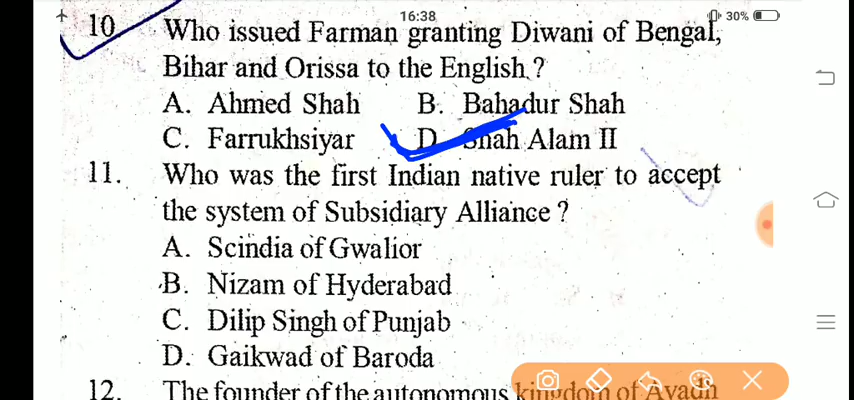 16:38
30%
10 Who issued Farman granting Diwani of Bengal,
Bihar and Orissa to the English ?
A. Ahmed Shah B. Bahadur Shah
C. Farrukhsiyar D. Shah Alam II
11. Who was the first Indian native ruler to accept
the system of Subsidiary Alliance ?
A. Scindia of Gwalior
B. Nizam of Hyderabad
C. Dilip Singh of Punjab
D. Gaikwad of Baroda
12. The founder of the autonomous kingdom of Avadh